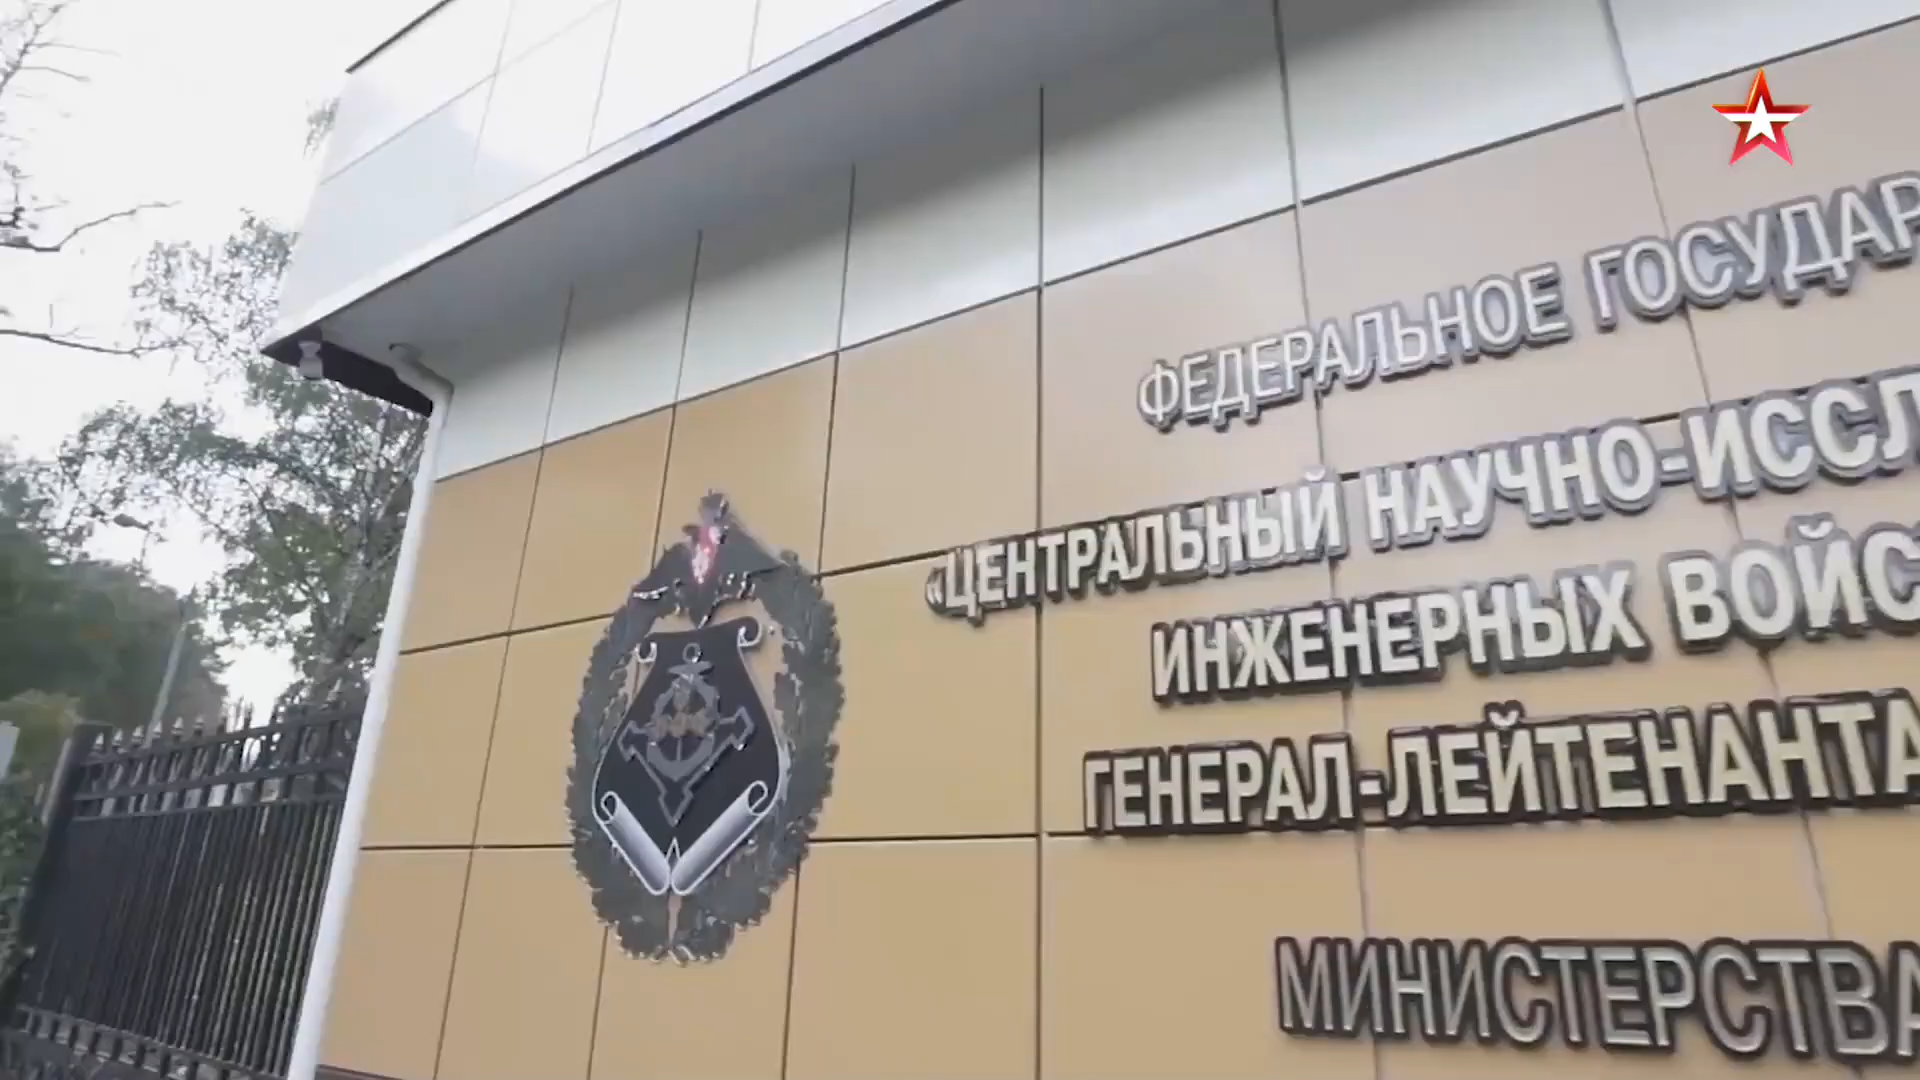 ФЕДЕРАЛЬНОЕ ГОСУДАР
«ЦЕНТРАЛЬНЫЙ НАУЧНО-ИССЛ
ИНЖЕНЕРНЫХ ВОЙС
ГЕНЕРАЛ-ЛЕЙТЕНАНТА
МИНИСТЕРСТВА